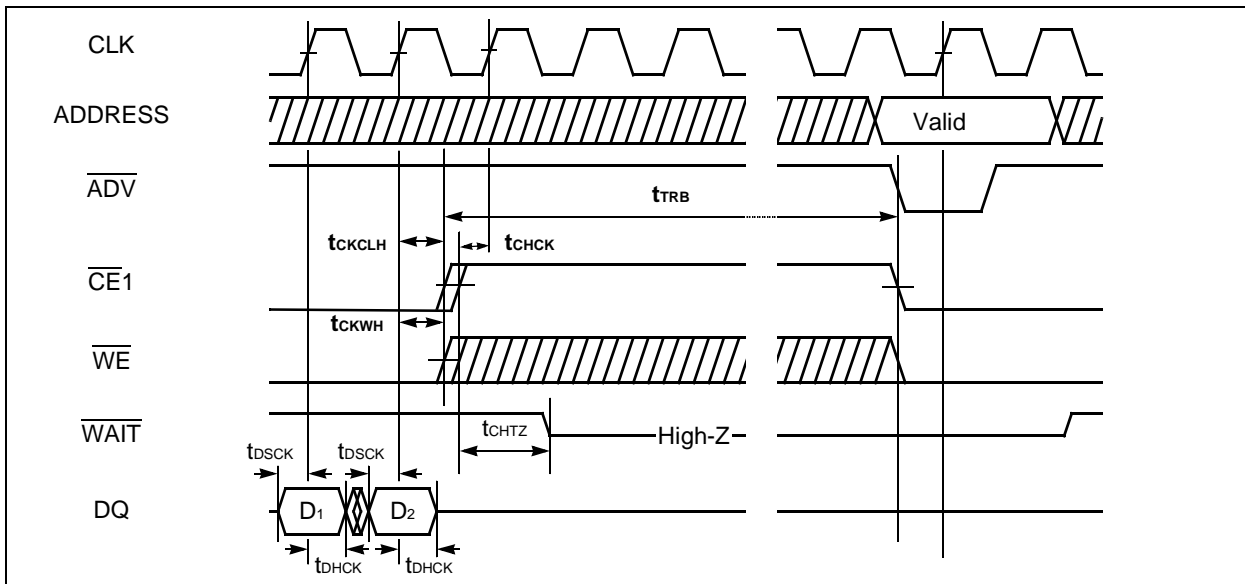 CLK
ADDRESS
Valid
ADV
tTRB
tCKCLH
tCHCK
CE1
tCKWH
WE
WAIT
tCHTZ
High-Z
tDSCK tDSCK
DQ
D1 D2
tDHCK tDHCK